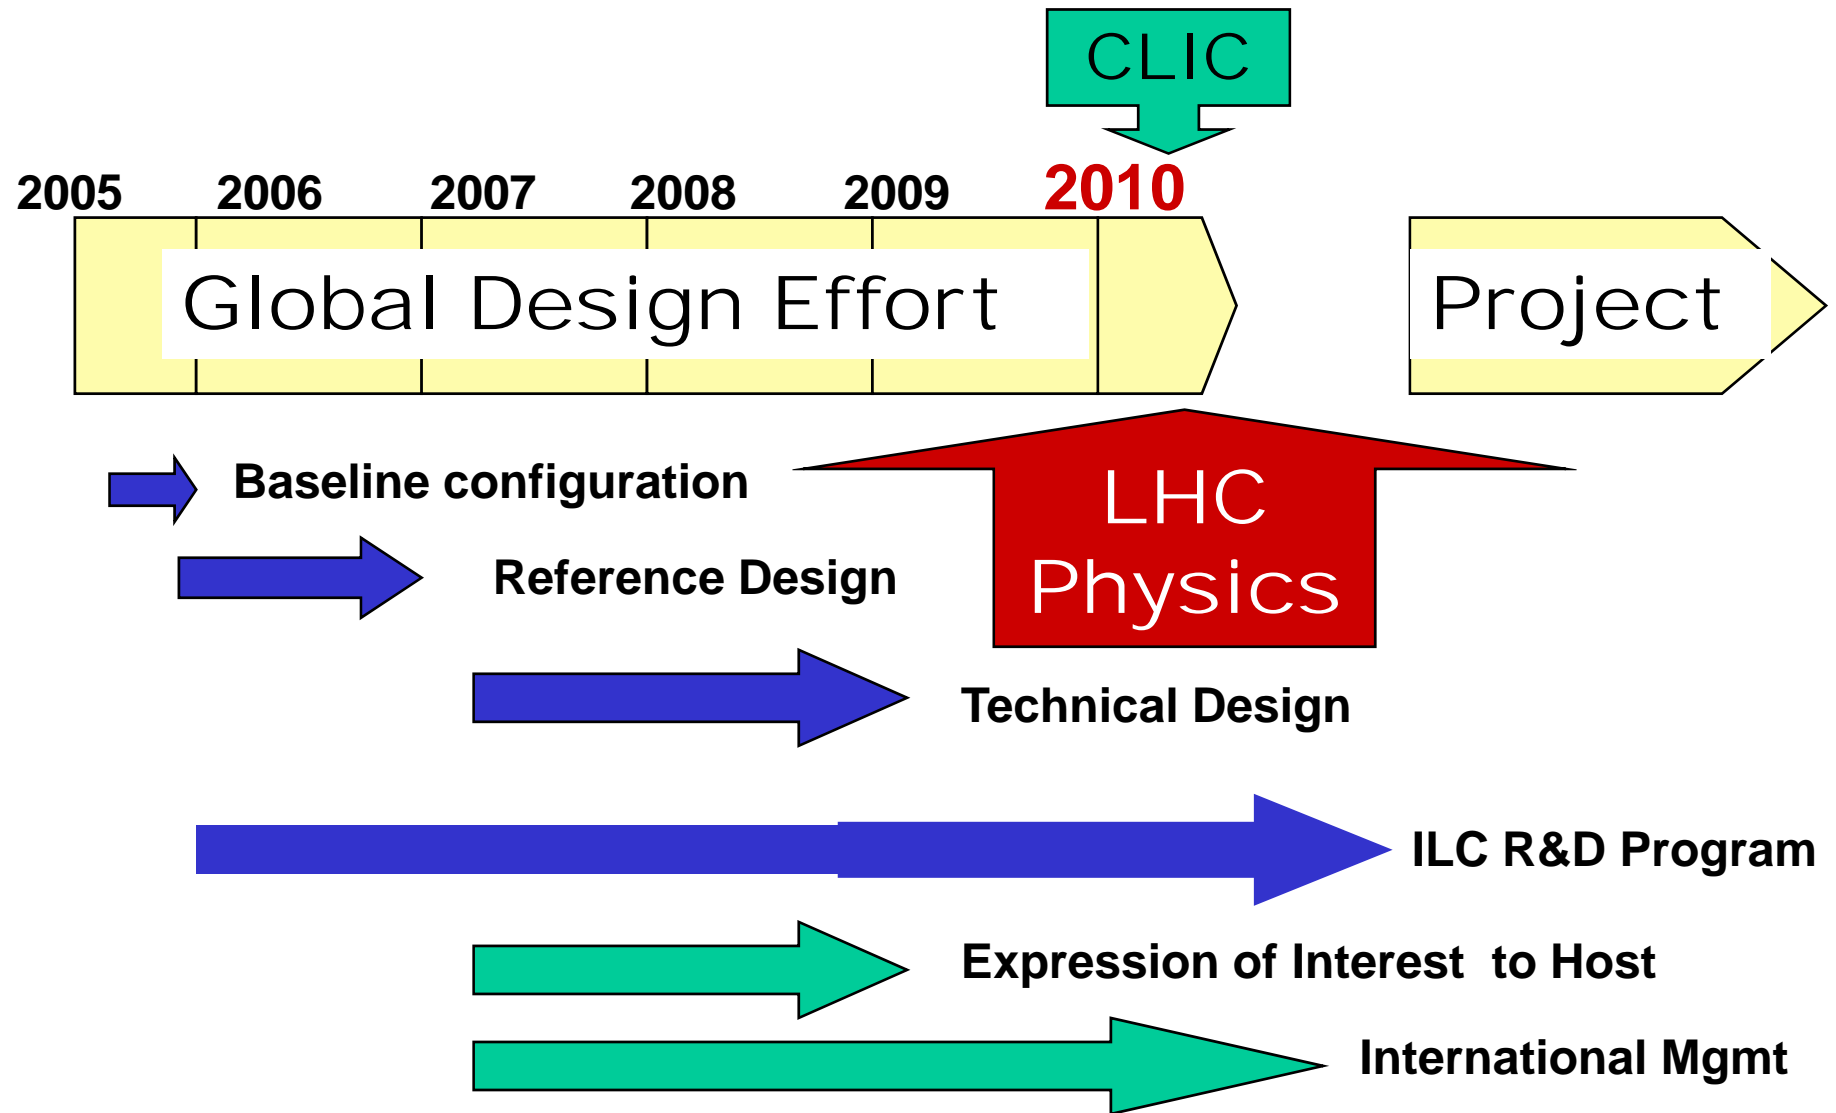 CLIC
2005 2006 2007 2008 2009 2010
Global Design Effort
Project
Baseline configuration
LHC
Physics
Reference Design
Technical Design
ILC R&D Program
Expression of Interest to Host
International Mgmt